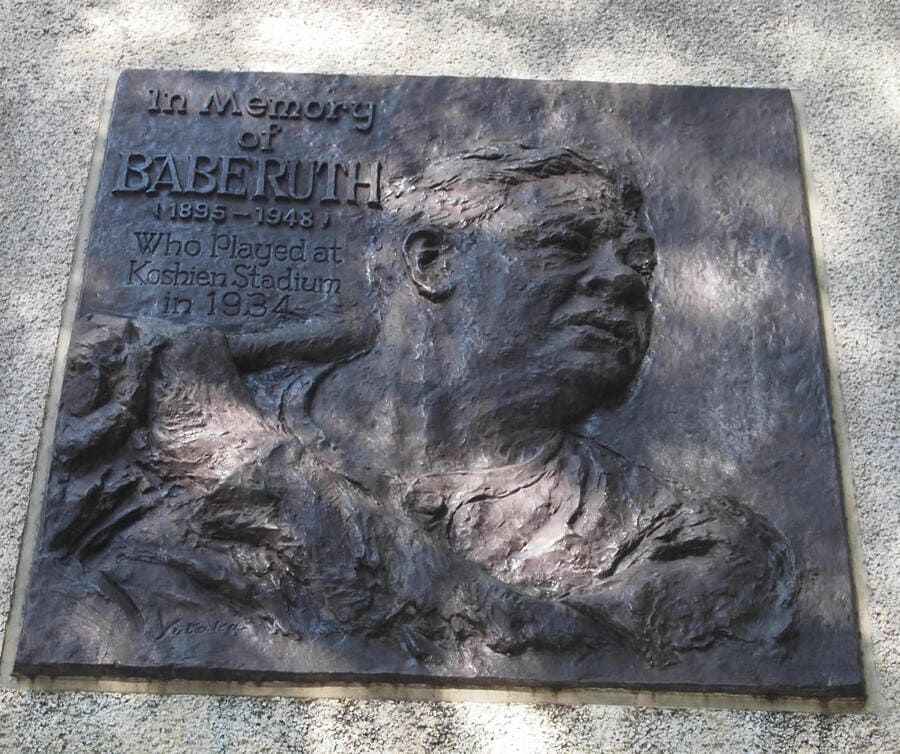 In Memory
of
BABE RUTH
(1895-1948)
Who Played at
Koshien Stadium
in 1934